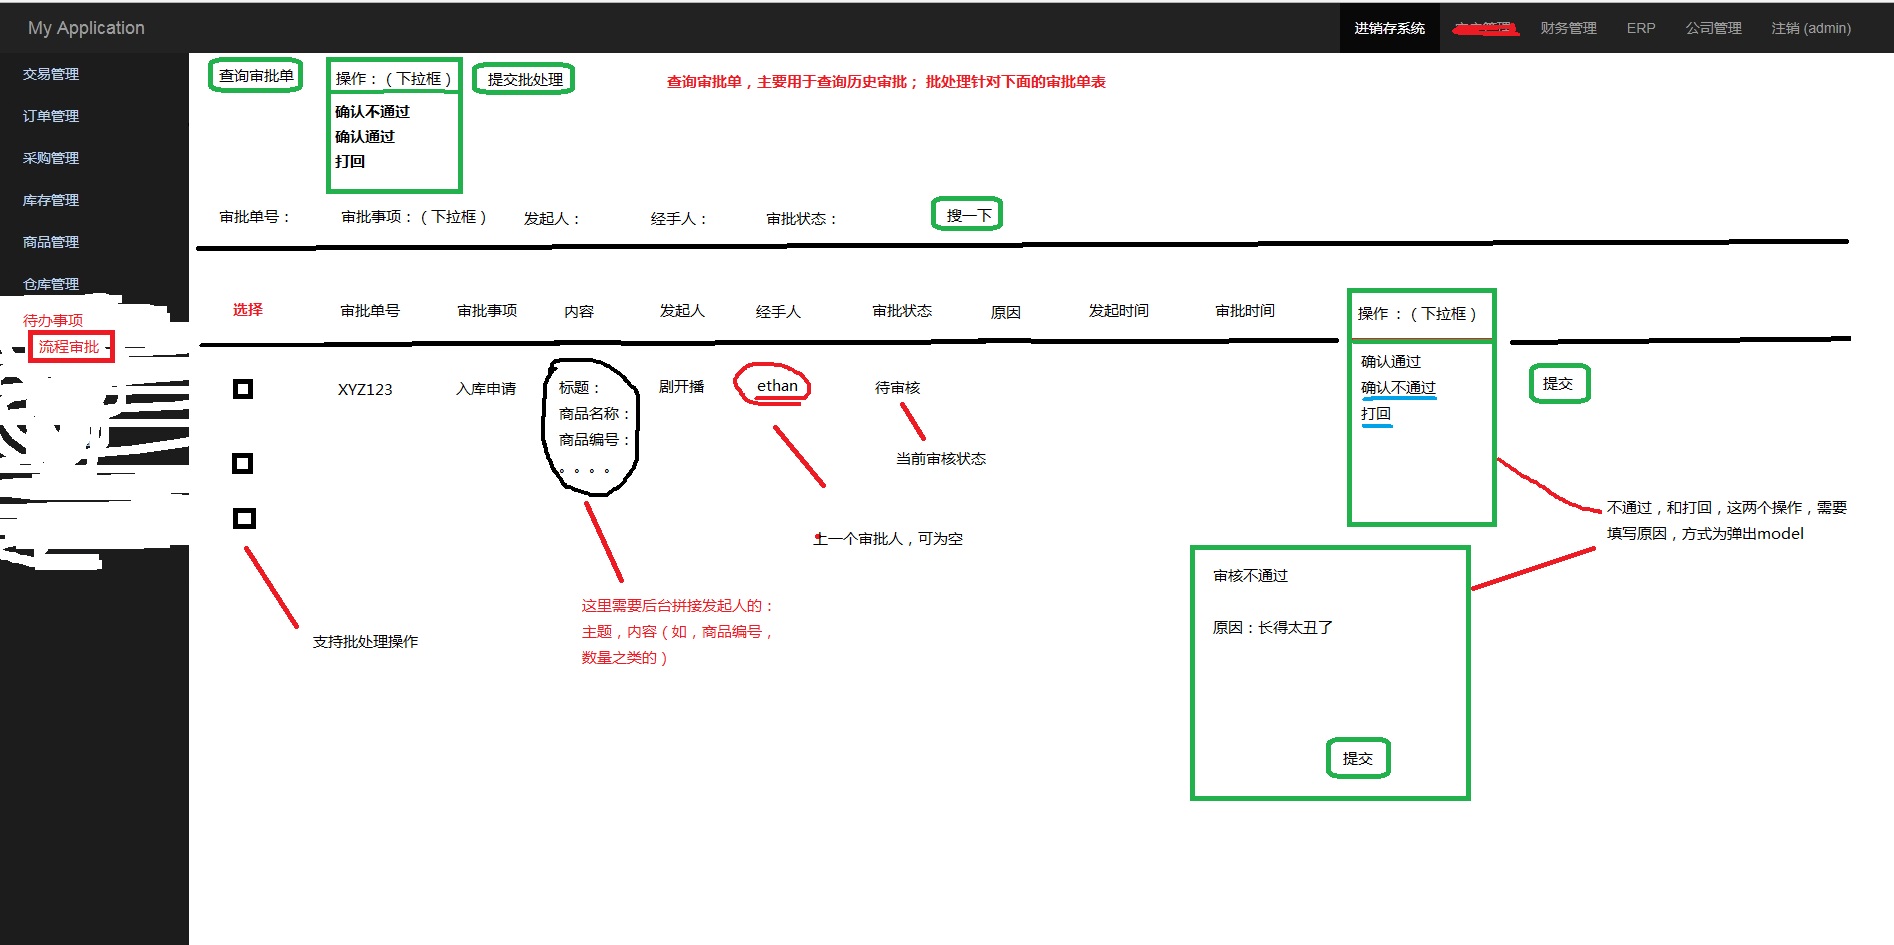 My Application
进销存系统
财务管理
ERP
公司管理
注销 (admin)
交易管理
订单管理
采购管理
库存管理
商品管理
仓库管理
待办事项
流程审批
查询审批单
操作：（下拉框）
提交批处理
查询审批单，主要用于查询历史审批； 批处理针对下面的审批单表
确认不通过
确认通过
打回
审批单号：
审批事项：（下拉框）
发起人：
经手人：
审批状态：
搜一下
选择
审批单号
审批事项
内容
发起人
经手人
审批状态
原因
发起时间
审批时间
操作 ：（下拉框）
确认通过
确认不通过
打回
XYZ123
入库申请
标题：
商品名称：
商品编号：
。。。。
剧开播
ethan
待审核
提交
当前审核状态
上一个审批人，可为空
不通过，和打回，这两个操作，需要
填写原因，方式为弹出model
这里需要后台拼接发起人的：
主题，内容（如，商品编号，
数量之类的）
支持批处理操作
审核不通过
原因：长得太丑了
提交